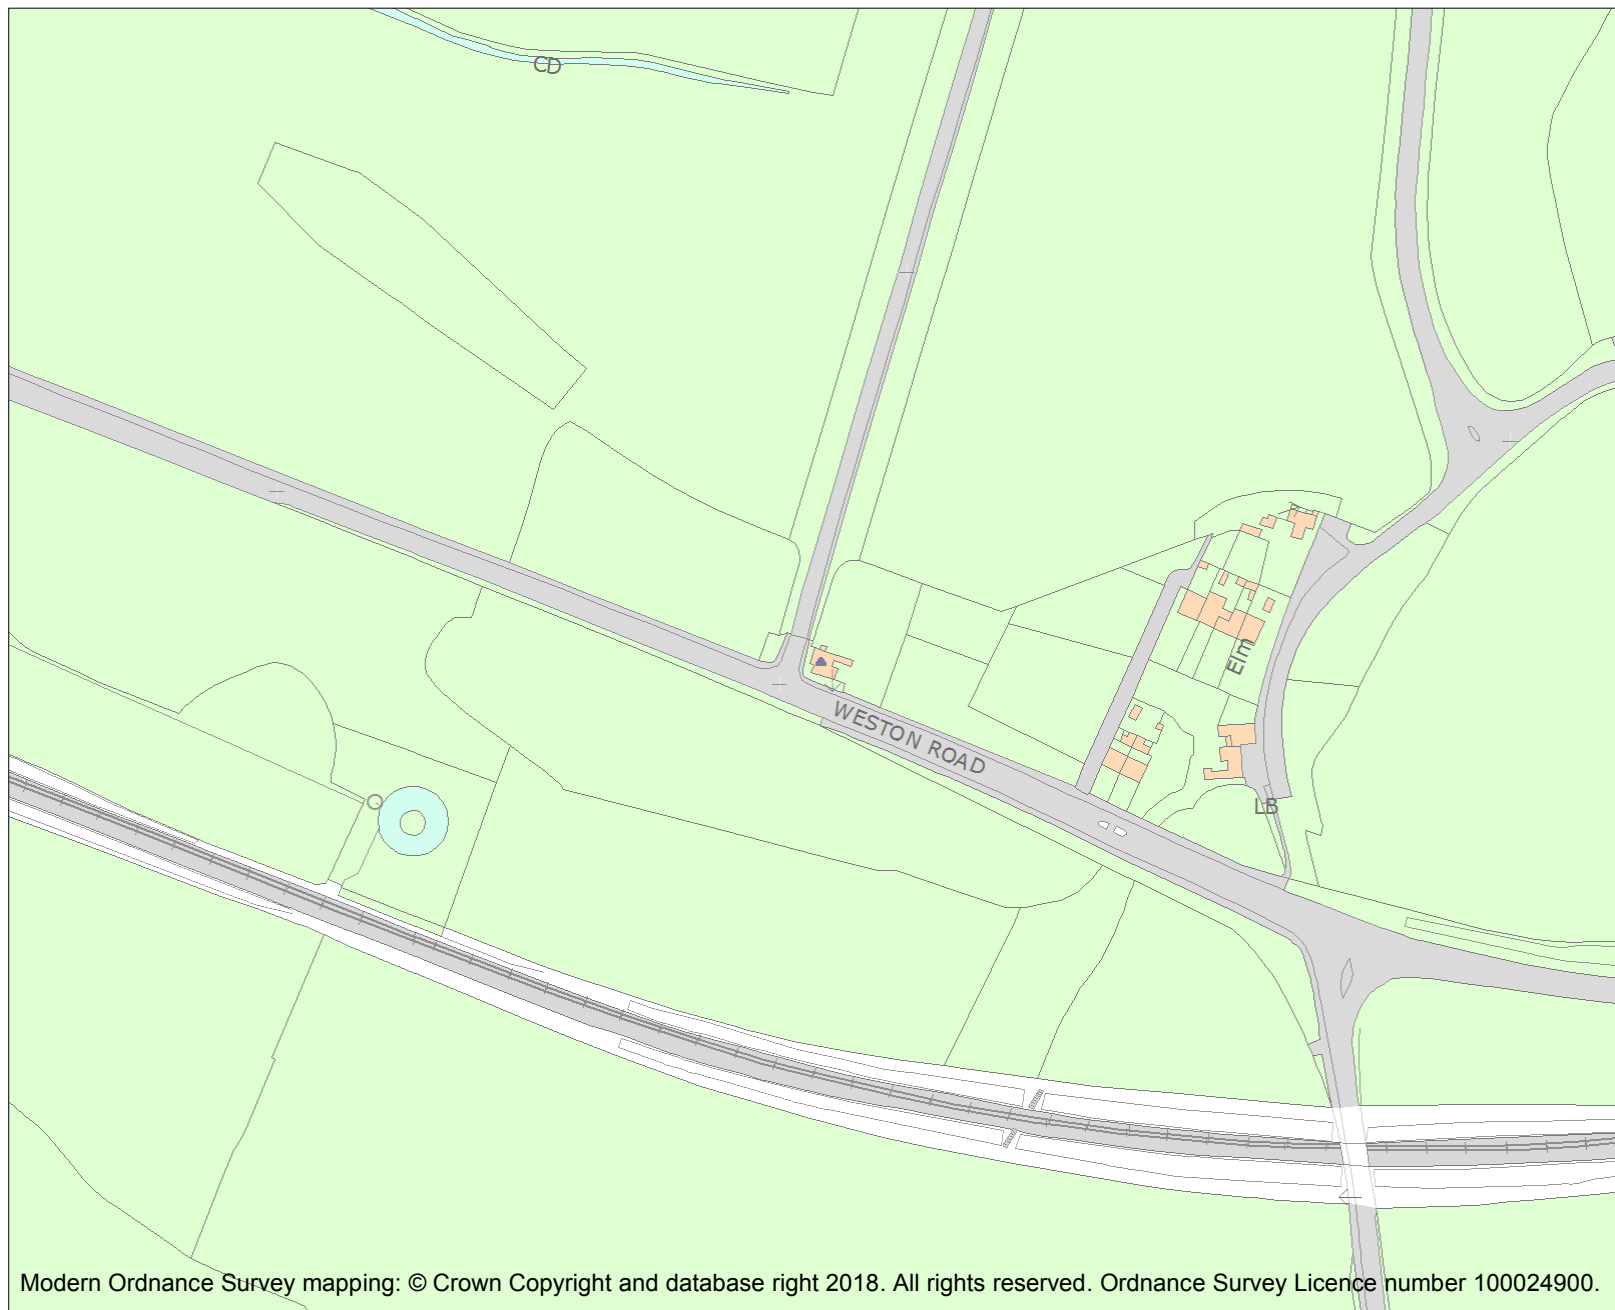 CD
Elm
WESTON ROAD
LB
Modern Ordnance Survey mapping: © Crown Copyright and database right 2018. All rights reserved. Ordnance Survey Licence number 100024900.